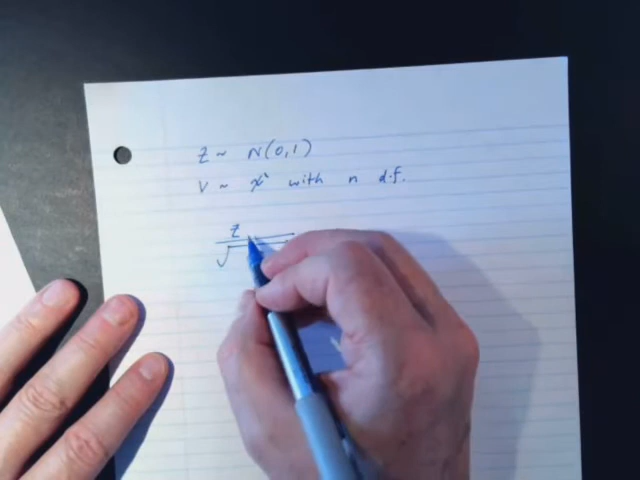 Z ~ N(0,1)
V ~ χ² with n d.f.
Z
√